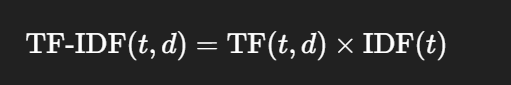 TF-IDF(t, d) = TF(t, d) × IDF(t)